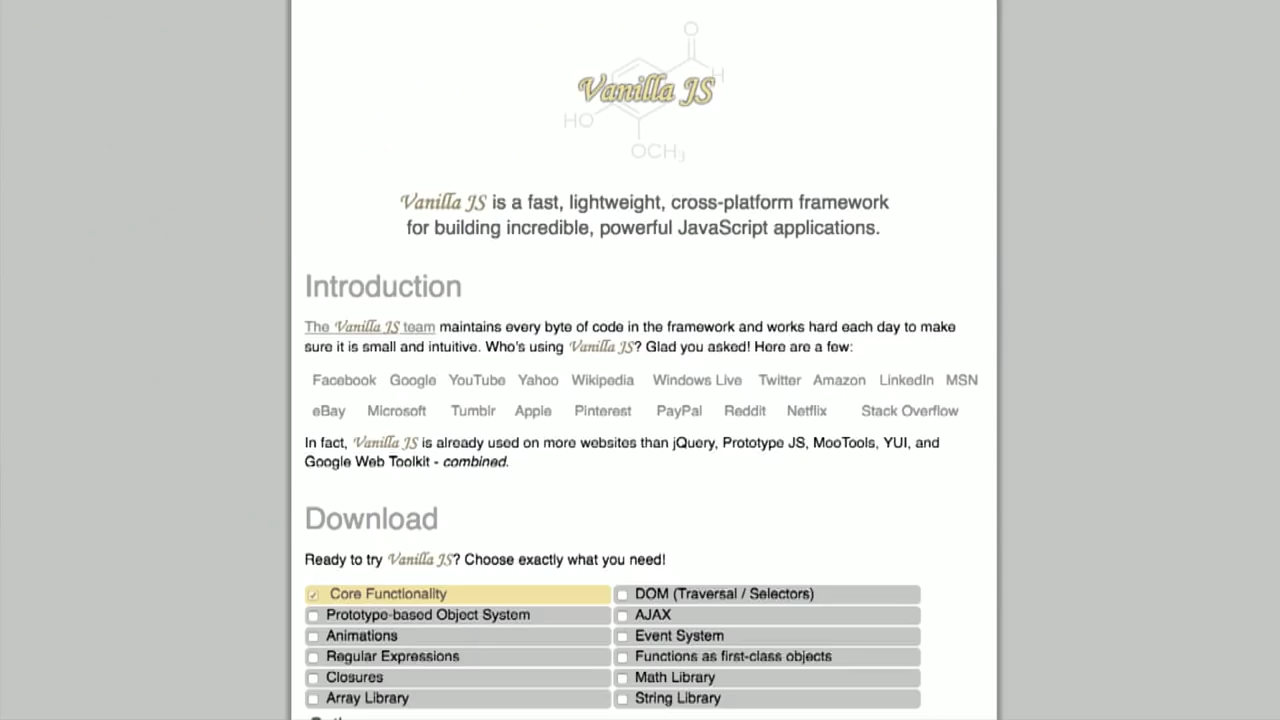 O
H
Vanilla JS
HO
OCH3
Vanilla JS is a fast, lightweight, cross-platform framework
for building incredible, powerful JavaScript applications.
Introduction
The Vanilla JS team maintains every byte of code in the framework and works hard each day to make
sure it is small and intuitive. Who's using Vanilla JS? Glad you asked! Here are a few:
Facebook Google YouTube Yahoo Wikipedia Windows Live Twitter Amazon LinkedIn MSN
eBay Microsoft Tumblr Apple Pinterest PayPal Reddit Netflix Stack Overflow
In fact, Vanilla JS is already used on more websites than jQuery, Prototype JS, MooTools, YUI, and
Google Web Toolkit - combined.
Download
Ready to try Vanilla JS? Choose exactly what you need!
Core Functionality DOM (Traversal / Selectors)
Prototype-based Object System AJAX
Animations Event System
Regular Expressions Functions as first-class objects
Closures Math Library
Array Library String Library